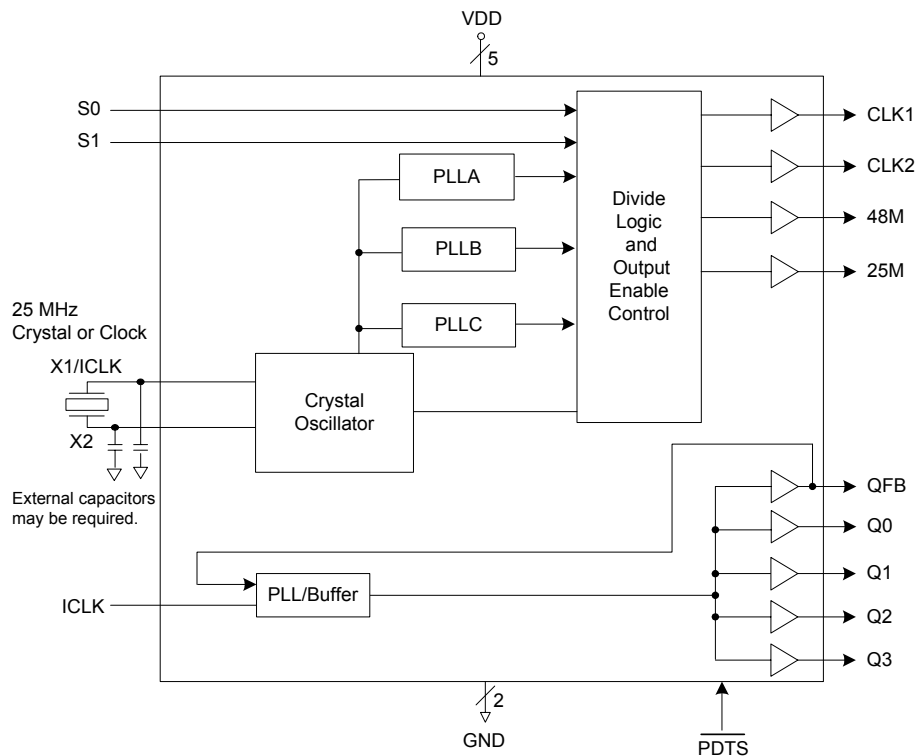 VDD
5
S0
S1
PLLA
PLLB
PLLC
Divide
Logic
and
Output
Enable
Control
CLK1
CLK2
48M
25M
25 MHz
Crystal or Clock
X1/ICLK
X2
Crystal
Oscillator
External capacitors
may be required.
ICLK
PLL/Buffer
QFB
Q0
Q1
Q2
Q3
2
GND
PDTS